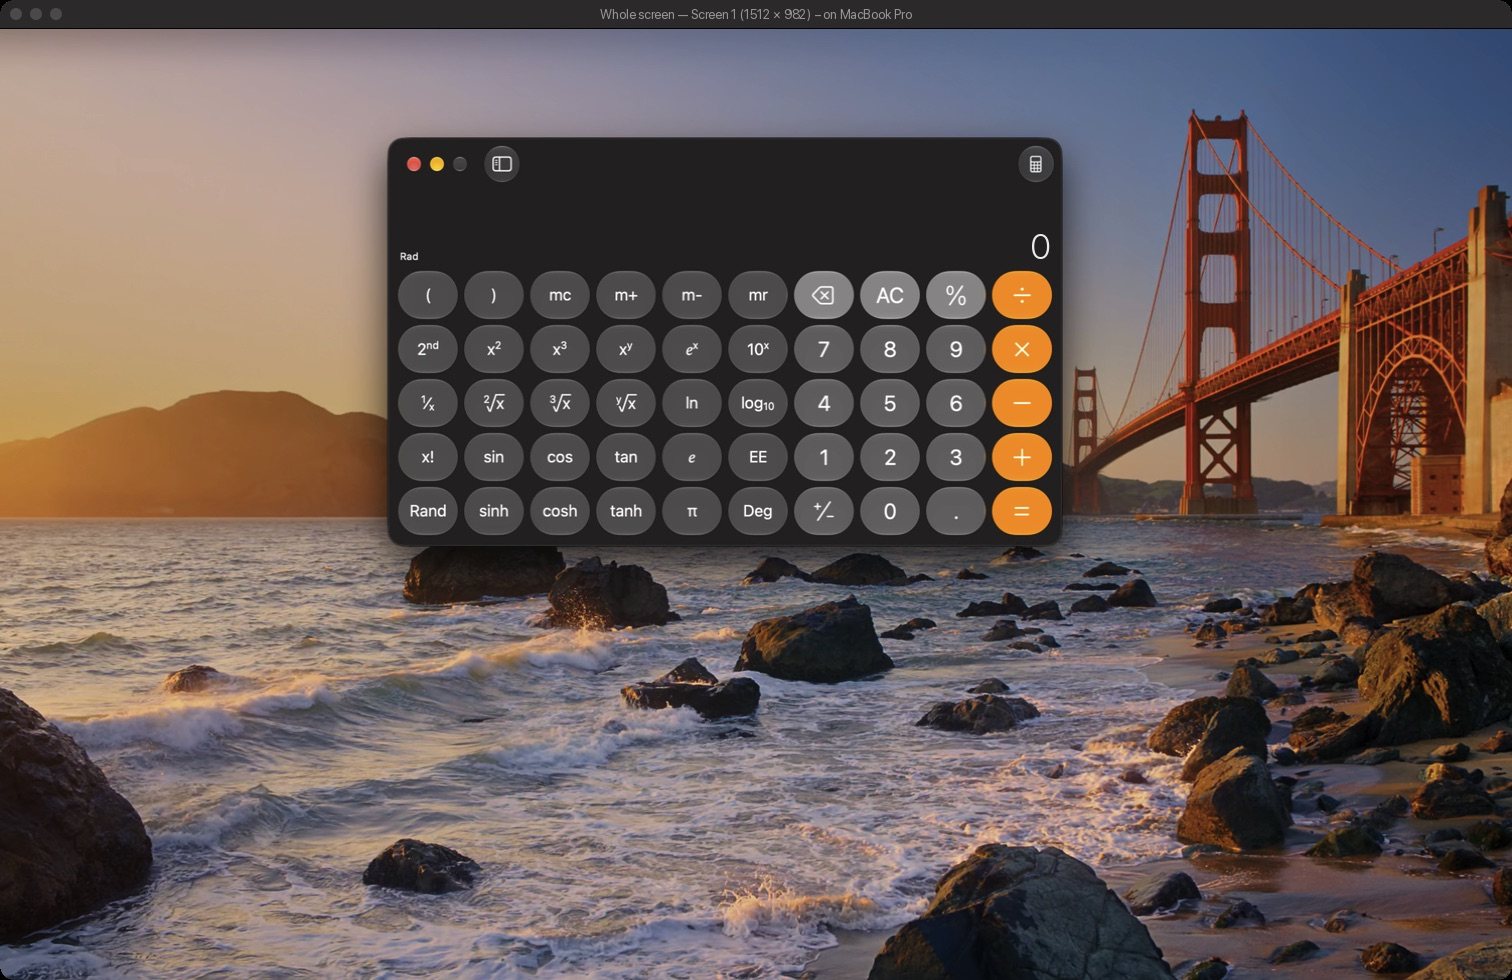 Whole screen — Screen 1 (1512 × 982) – on MacBook Pro
0
Rad
( ) mc m+ m- mr AC % ÷
2ⁿᵈ x² x³ xʸ eˣ 10ˣ 7 8 9 ×
¹⁄ₓ ²√x ³√x ʸ√x ln log₁₀ 4 5 6 −
x! sin cos tan e EE 1 2 3 +
Rand sinh cosh tanh π Deg ⁺⁄₋ 0 . =